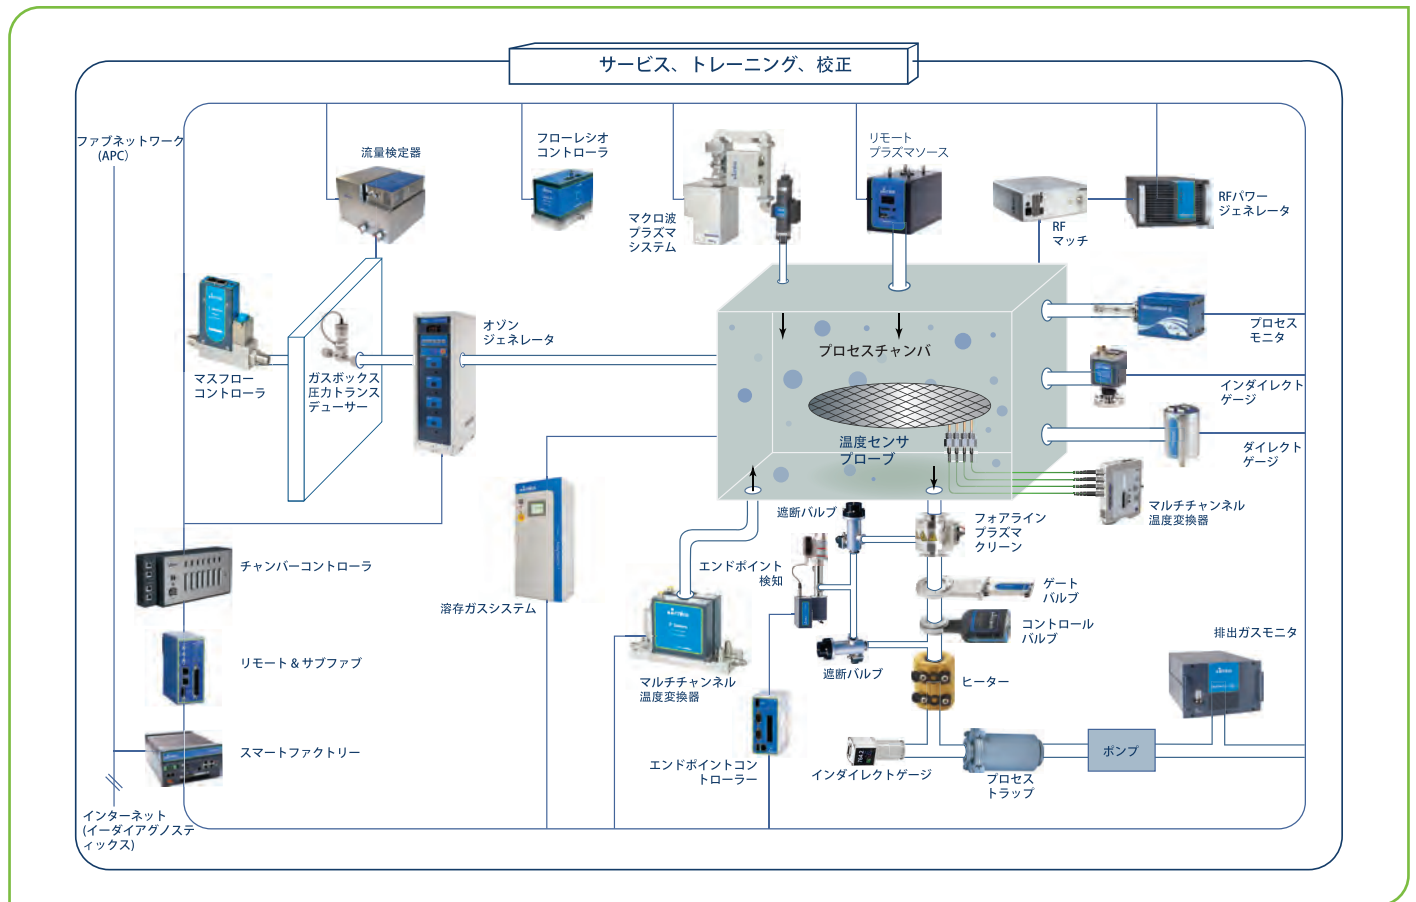 サービス、トレーニング、校正
ファブネットワーク
(APC)
流量検定器
フローレシオ
コントローラ
マクロ波
プラズマ
システム
リモート
プラズマソース
RF
マッチ
RFパワー
ジェネレータ
マスフロー
コントローラ
ガスボックス
圧力トランス
デューサー
オゾン
ジェネレータ
プロセスチャンバ
温度センサ
プローブ
プロセス
モニタ
インダイレクト
ゲージ
ダイレクト
ゲージ
マルチチャンネル
温度変換器
チャンバーコントローラ
溶存ガスシステム
遮断バルブ
エンドポイント
検知
フォアライン
プラズマ
クリーン
ゲート
バルブ
コントロール
バルブ
遮断バルブ
ヒーター
排出ガスモニタ
リモート & サブファブ
マルチチャンネル
温度変換器
スマートファクトリー
エンドポイントコン
トローラー
インダイレクトゲージ
プロセス
トラップ
ポンプ
インターネット
(イーダイアグノステ
ィックス)